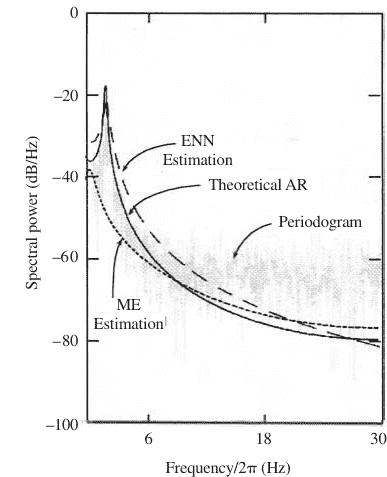 0
−20
−40
−60
−80
−100
Spectral power (dB/Hz)
ENN
Estimation
Theoretical AR
Periodogram
ME
Estimation
6
18
30
Frequency/2π (Hz)